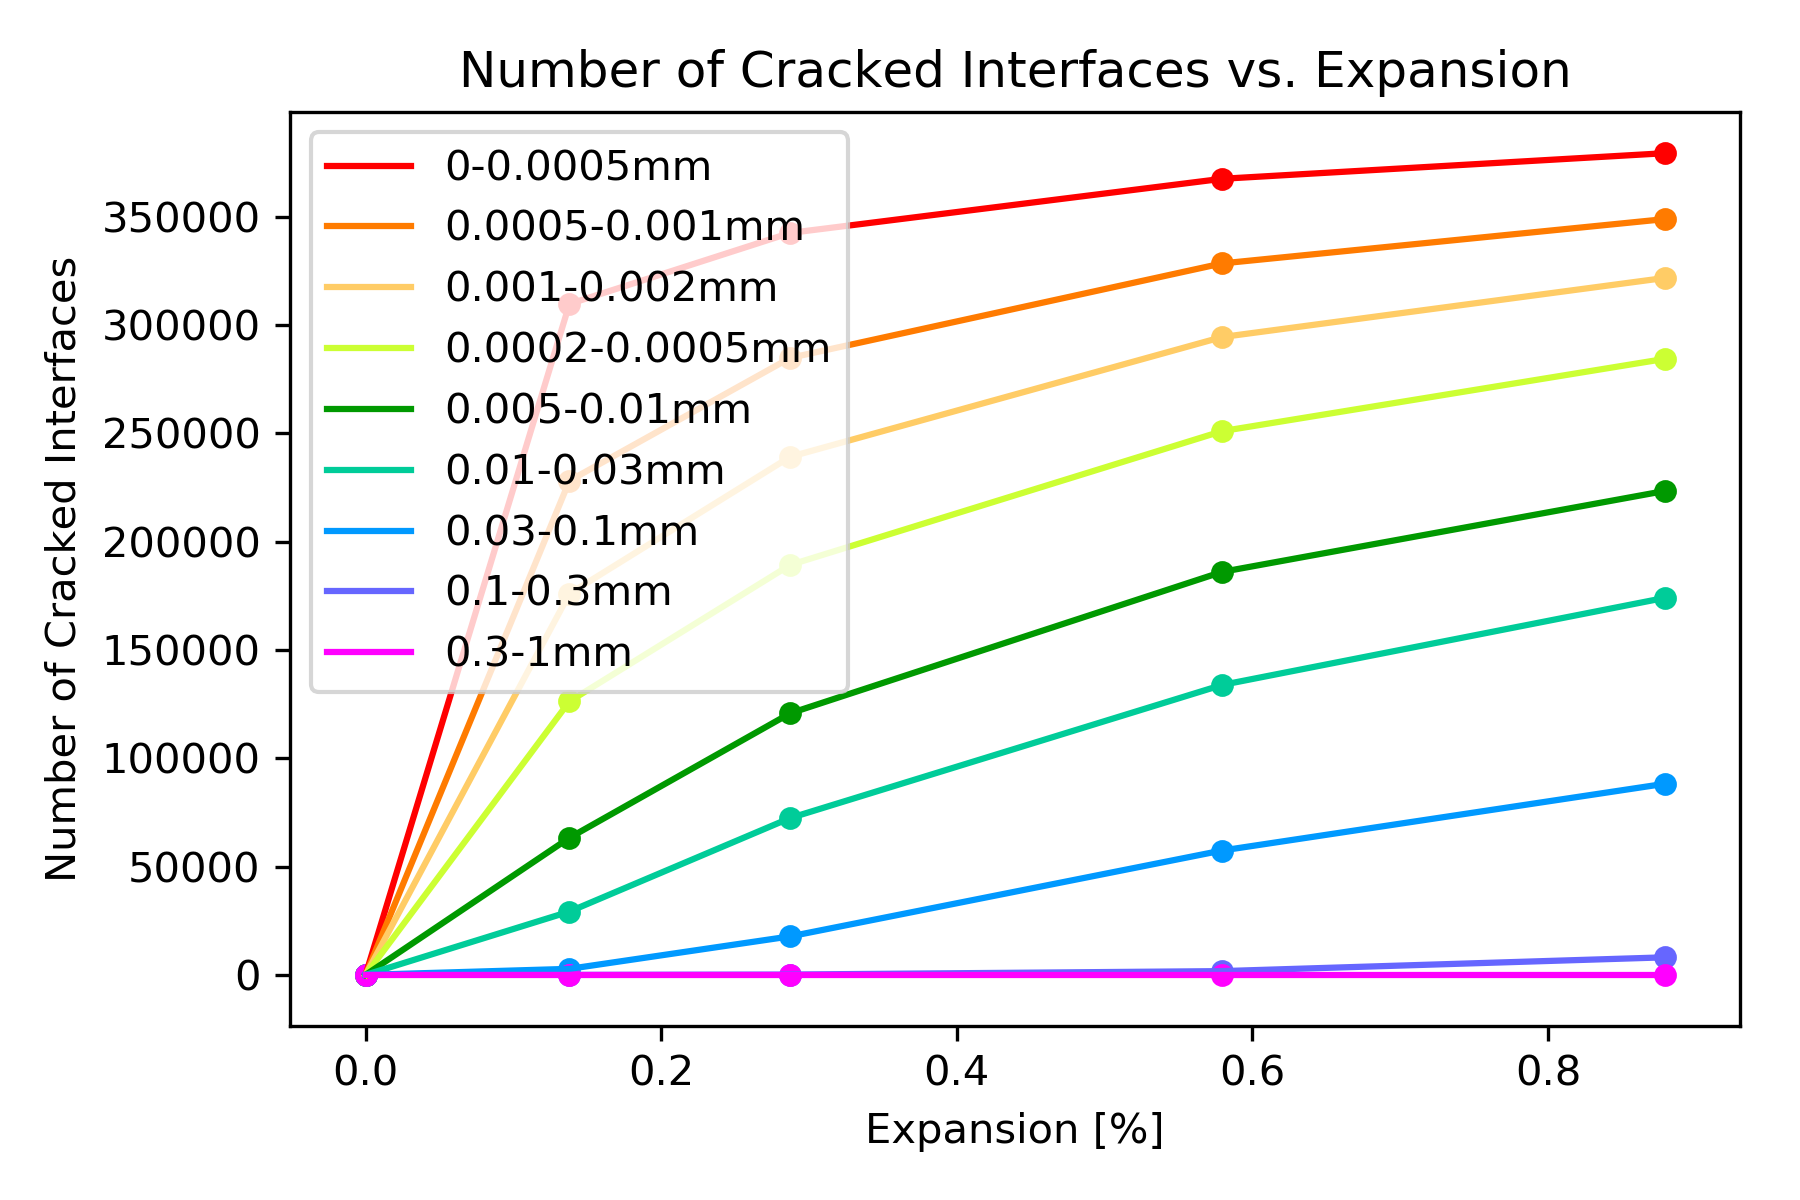 Number of Cracked Interfaces vs. Expansion
0-0.0005mm
0.0005-0.001mm
0.001-0.002mm
0.0002-0.0005mm
0.005-0.01mm
0.01-0.03mm
0.03-0.1mm
0.1-0.3mm
0.3-1mm
Number of Cracked Interfaces
350000
300000
250000
200000
150000
100000
50000
0
0.0 0.2 0.4 0.6 0.8
Expansion [%]